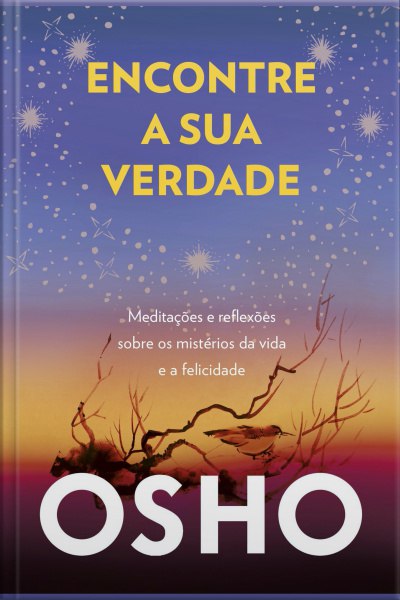 ENCONTRE
A SUA
VERDADE
Meditações e reflexões
sobre os mistérios da vida
e a felicidade
OSHO